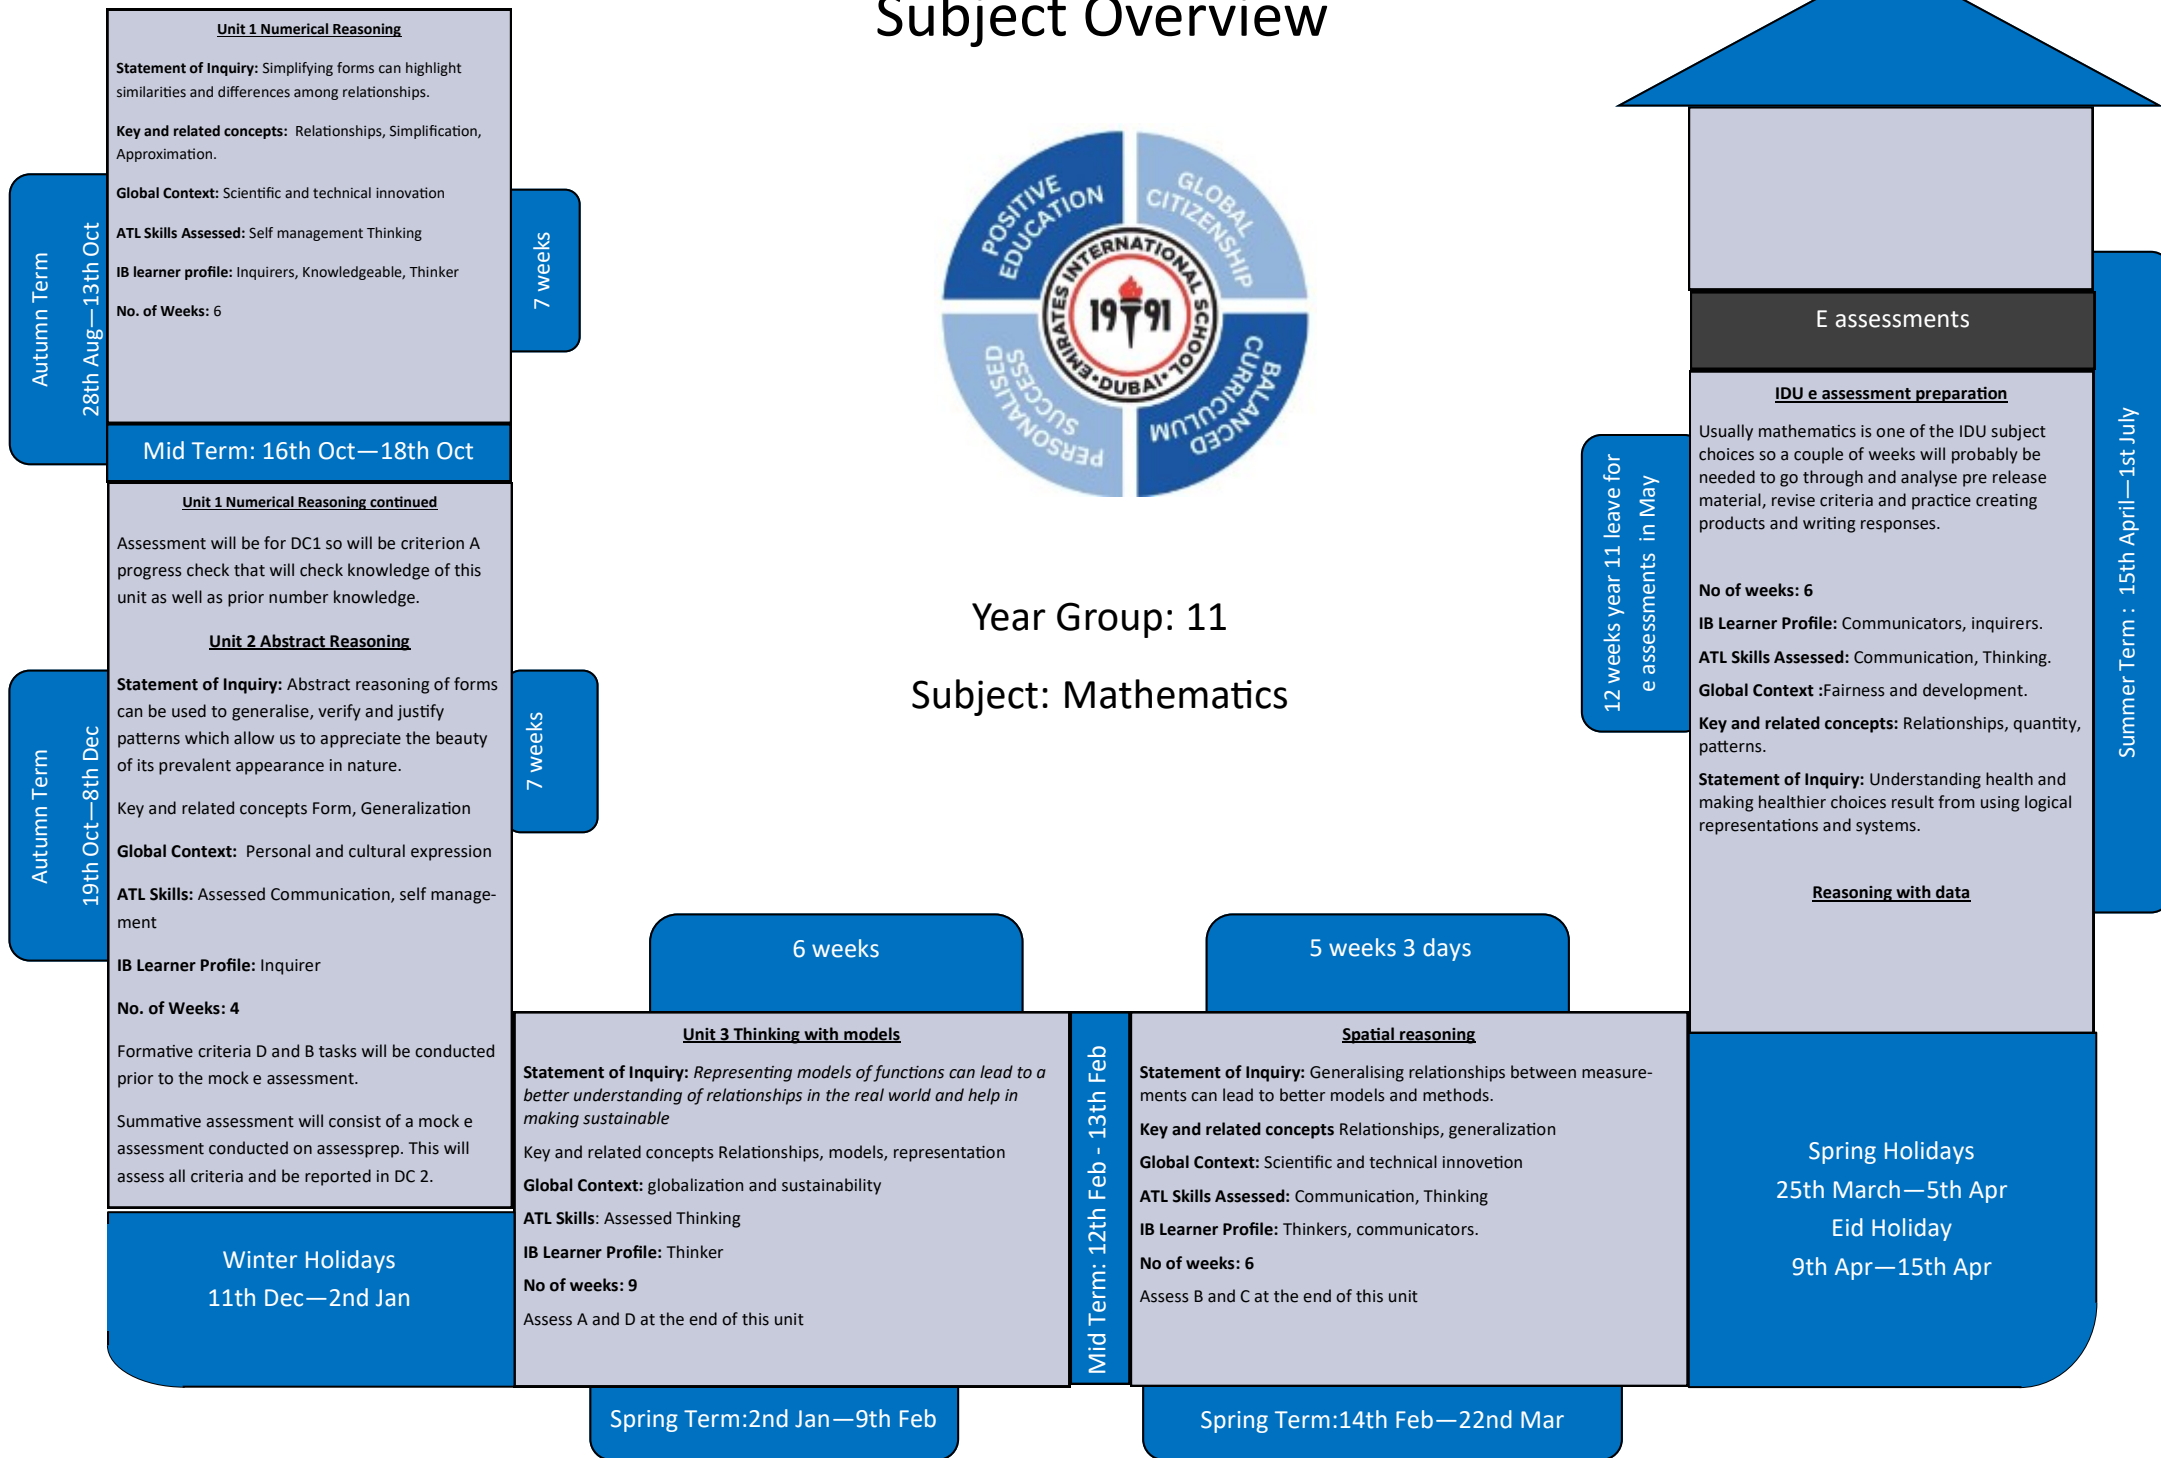 Subject Overview
Unit 1 Numerical Reasoning
Statement of Inquiry: Simplifying forms can highlight
similarities and differences among relationships.
Key and related concepts:  Relationships, Simplification,
Approximation.
Global Context: Scientific and technical innovation
ATL Skills Assessed: Self management Thinking
IB learner profile: Inquirers, Knowledgeable, Thinker
No. of Weeks: 6
Autumn Term
28th Aug—13th Oct
7 weeks
Mid Term: 16th Oct—18th Oct
Unit 1 Numerical Reasoning continued
Assessment will be for DC1 so will be criterion A
progress check that will check knowledge of this
unit as well as prior number knowledge.
Unit 2 Abstract Reasoning
Statement of Inquiry: Abstract reasoning of forms
can be used to generalise, verify and justify
patterns which allow us to appreciate the beauty
of its prevalent appearance in nature.
Key and related concepts Form, Generalization
Global Context:  Personal and cultural expression
ATL Skills: Assessed Communication, self manage-
ment
IB Learner Profile: Inquirer
No. of Weeks: 4
Formative criteria D and B tasks will be conducted
prior to the mock e assessment.
Summative assessment will consist of a mock e
assessment conducted on assessprep. This will
assess all criteria and be reported in DC 2.
Autumn Term
19th Oct—8th Dec
7 weeks
Winter Holidays
11th Dec—2nd Jan
POSITIVE
EDUCATION
GLOBAL
CITIZENSHIP
PERSONALISED
SUCCESS
BALANCED
CURRICULUM
EMIRATES INTERNATIONAL SCHOOL
•DUBAI•
19 91
Year Group: 11
Subject: Mathematics
6 weeks
Unit 3 Thinking with models
Statement of Inquiry: Representing models of functions can lead to a
better understanding of relationships in the real world and help in
making sustainable
Key and related concepts Relationships, models, representation
Global Context: globalization and sustainability
ATL Skills: Assessed Thinking
IB Learner Profile: Thinker
No of weeks: 9
Assess A and D at the end of this unit
Spring Term:2nd Jan—9th Feb
Mid Term: 12th Feb - 13th Feb
5 weeks 3 days
Spatial reasoning
Statement of Inquiry: Generalising relationships between measure-
ments can lead to better models and methods.
Key and related concepts Relationships, generalization
Global Context: Scientific and technical innovetion
ATL Skills Assessed: Communication, Thinking
IB Learner Profile: Thinkers, communicators.
No of weeks: 6
Assess B and C at the end of this unit
Spring Term:14th Feb—22nd Mar
Spring Holidays
25th March—5th Apr
Eid Holiday
9th Apr—15th Apr
E assessments
IDU e assessment preparation
Usually mathematics is one of the IDU subject
choices so a couple of weeks will probably be
needed to go through and analyse pre release
material, revise criteria and practice creating
products and writing responses.
No of weeks: 6
IB Learner Profile: Communicators, inquirers.
ATL Skills Assessed: Communication, Thinking.
Global Context :Fairness and development.
Key and related concepts: Relationships, quantity,
patterns.
Statement of Inquiry: Understanding health and
making healthier choices result from using logical
representations and systems.
Reasoning with data
12 weeks year 11 leave for
e assessments  in May
Summer Term :  15th April—1st July